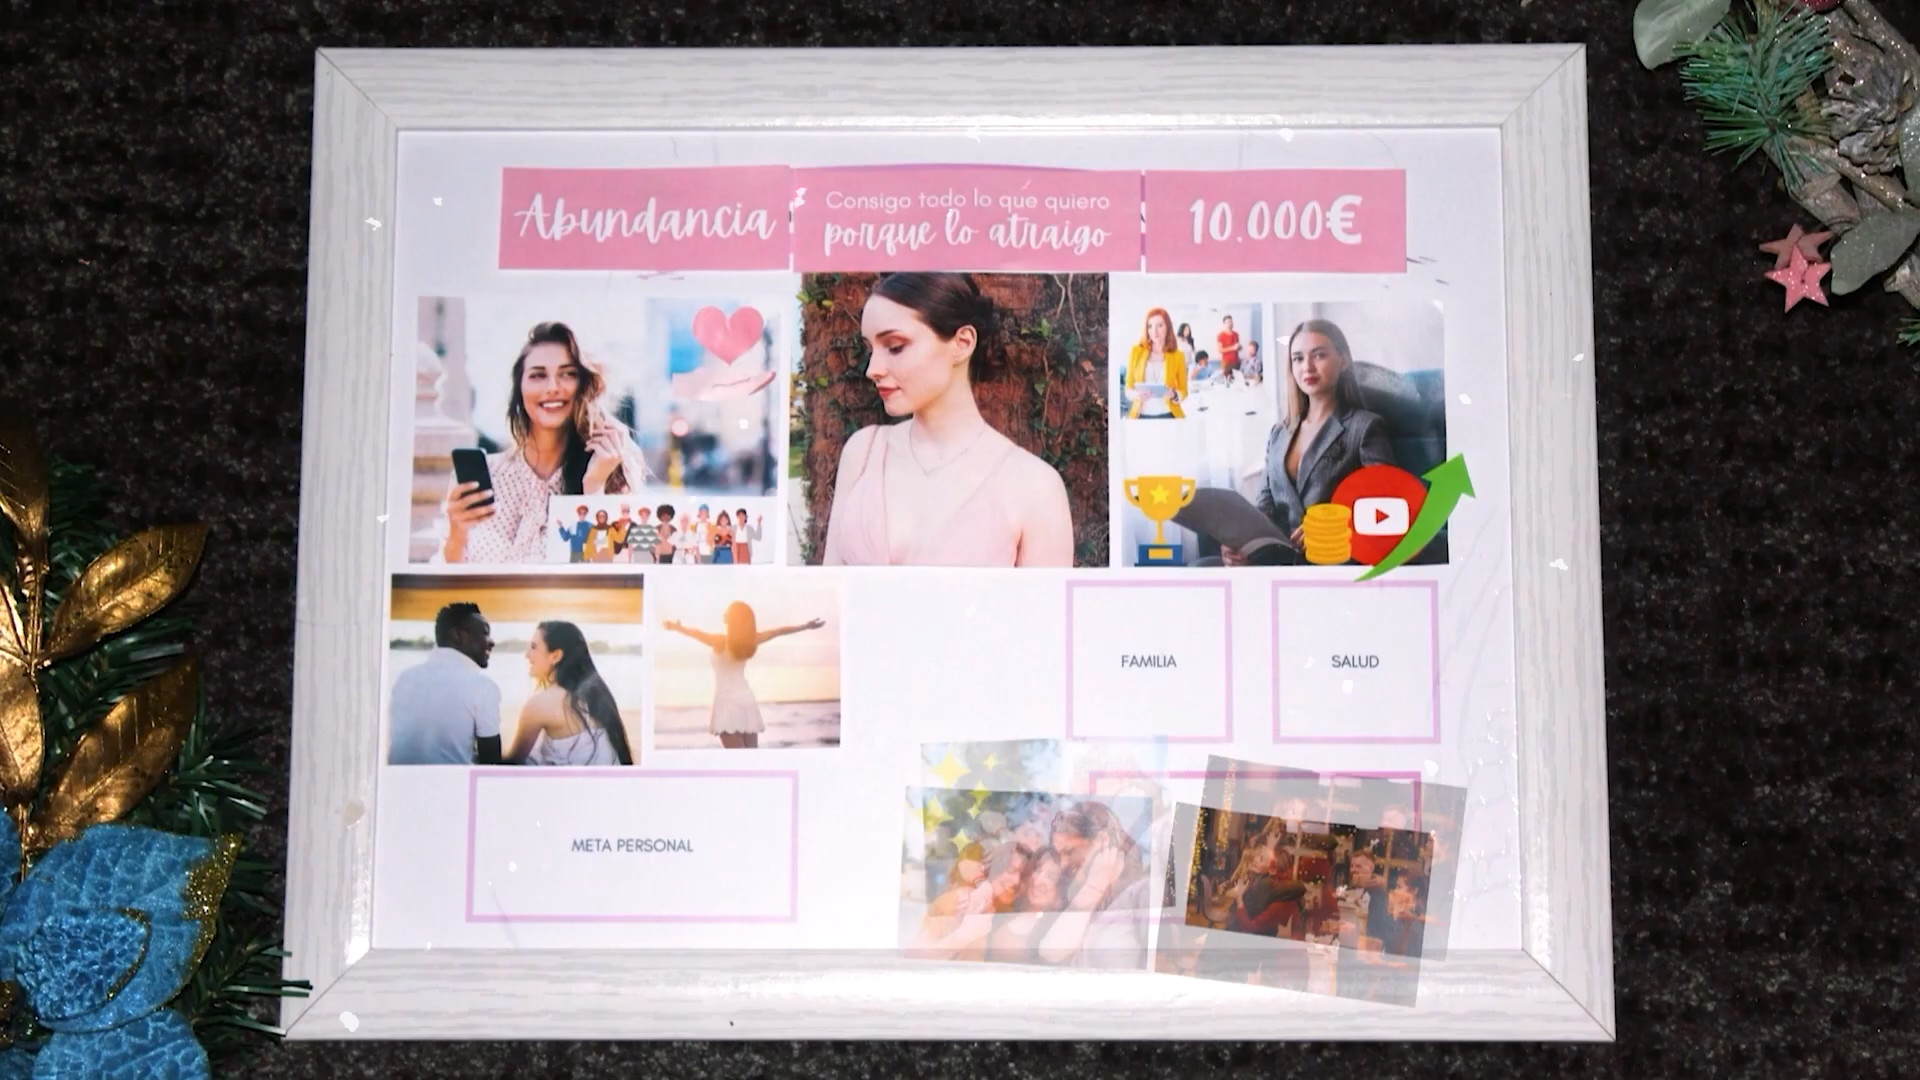 Abundancia
Consigo todo lo que quiero
porque lo atraigo
10.000€
FAMILIA
SALUD
META PERSONAL